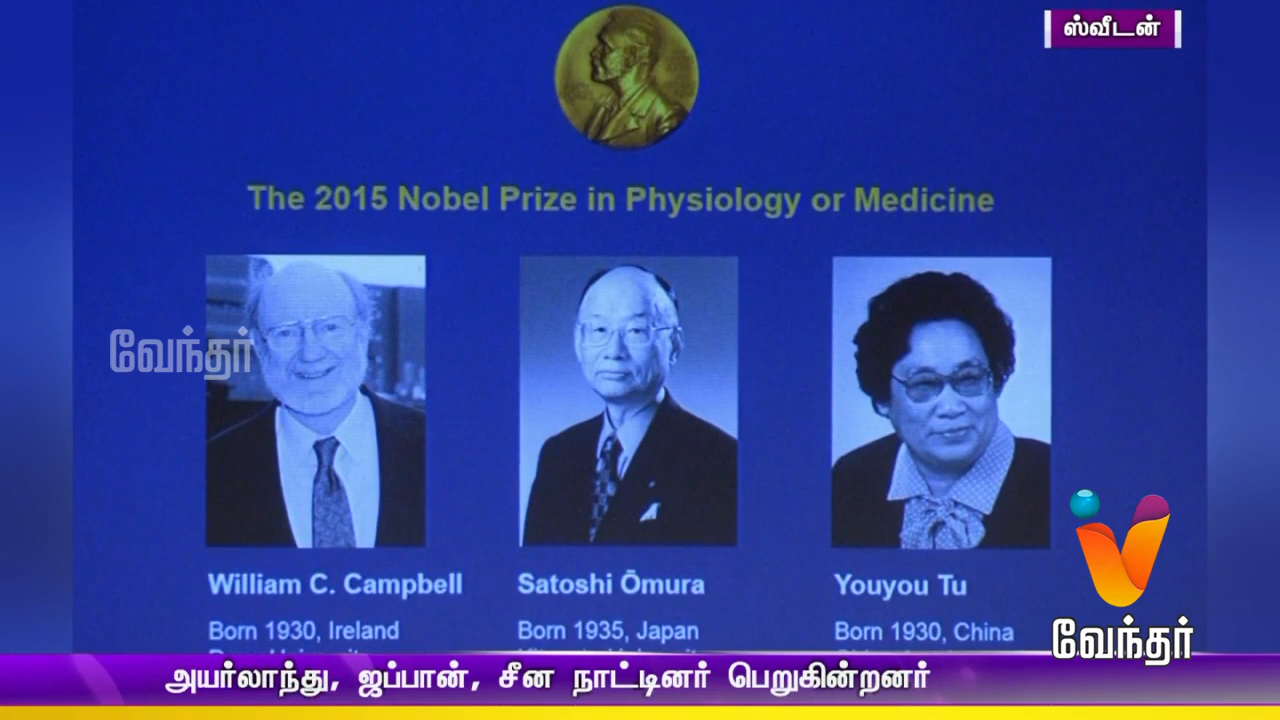 ஸ்வீடன்
The 2015 Nobel Prize in Physiology or Medicine
வேந்தர்
William C. Campbell
Satoshi Ōmura
Youyou Tu
Born 1930, Ireland
Born 1935, Japan
Born 1930, China
வேந்தர்
அயர்லாந்து, ஜப்பான், சீன நாட்டினர் பெறுகின்றனர்